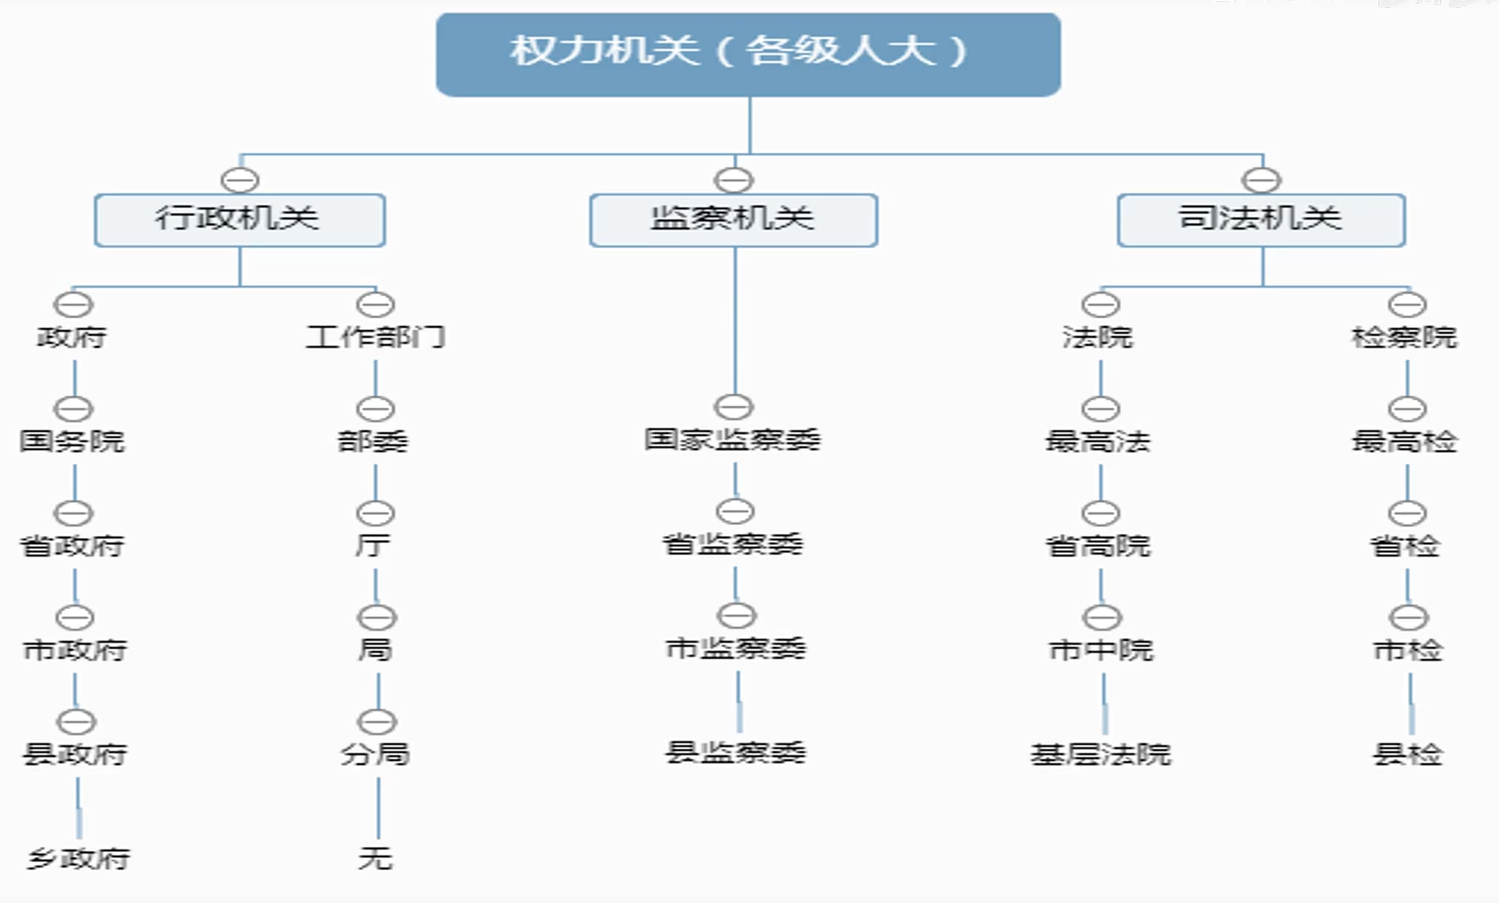 权力机关（各级人大）
行政机关 监察机关 司法机关
政府 工作部门 法院 检察院
国务院 部委 国家监察委 最高法 最高检
省政府 厅 省监察委 省高院 省检
市政府 局 市监察委 市中院 市检
县政府 分局 县监察委 基层法院 县检
乡政府 无